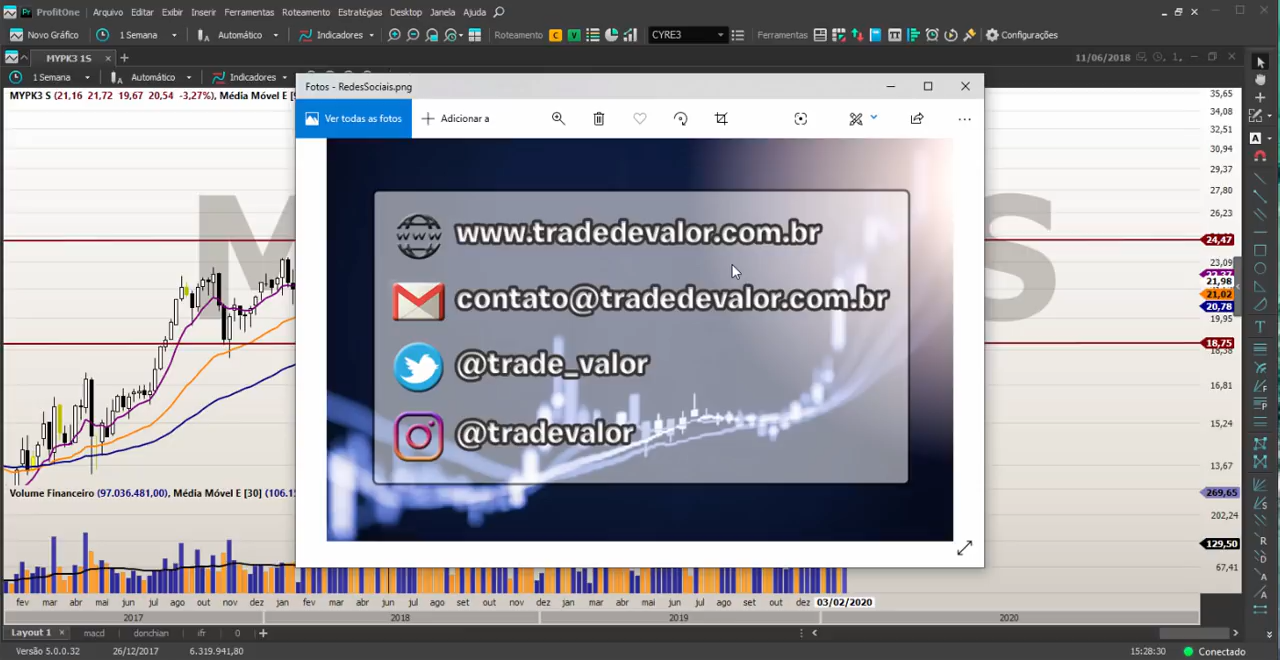 ProfitOne Arquivo Editar Exibir Inserir Ferramentas Roteamento Estratégias Desktop Janela Ajuda
Novo Gráfico 1 Semana Automático Indicadores Roteamento C V CYRE3 Ferramentas Configurações
MYPK3 1S 11/06/2018
1 Semana Automático Indicadores
MYPK3 S (21,16 21,72 19,67 20,54 -3,27%), Média Móvel E
Fotos - RedesSociais.png
Ver todas as fotos Adicionar a
www.tradedevalor.com.br
contato@tradedevalor.com.br
@trade_valor
@tradevalor
35,65
34,08
32,51
30,94
29,37
27,80
26,23
24,47
23,09
21,98
21,02
20,78
19,95
18,75
18,38
16,81
15,24
13,67
Volume Financeiro (97.036.481,00), Média Móvel E [30]
269,65
202,24
129,50
67,41
fev mar abr mai jun jul ago set out nov dez jan fev mar abr mai jun jul ago set out nov dez jan fev mar abr mai jun jul ago set out dez 03/02/2020
2017 2018 2019 2020
Layout 1 macd donchian ifr 0
Versão 5.0.0.32 26/12/2017 6.319.941,80 15:28:30 Conectado